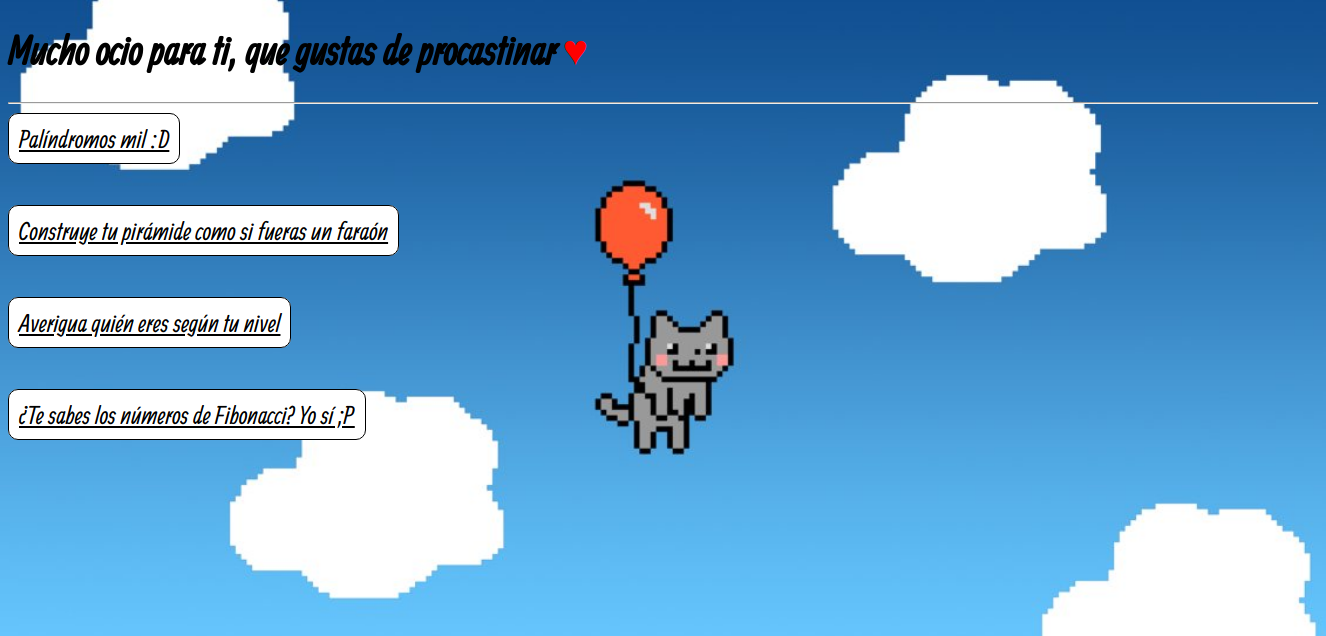 Mucho ocio para ti, que gustas de procastinar ♥
Palíndromos mil :D
Construye tu pirámide como si fueras un faraón
Averigua quién eres según tu nivel
¿Te sabes los números de Fibonacci? Yo sí ;P